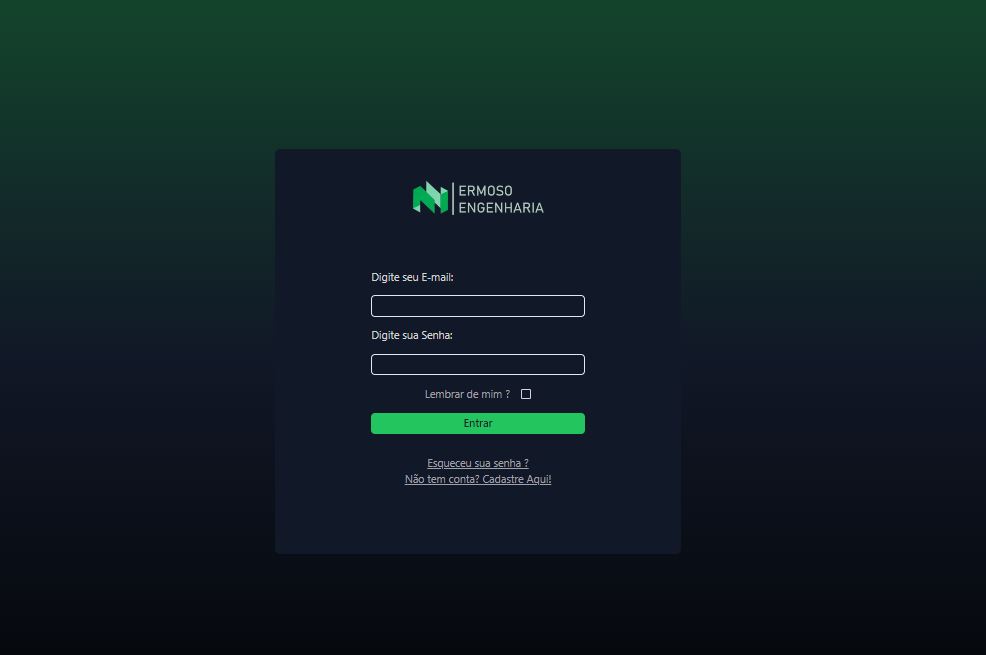 ERMOSO
ENGENHARIA
Digite seu E-mail:
Digite sua Senha:
Lembrar de mim ?
Entrar
Esqueceu sua senha ?
Não tem conta? Cadastre Aqui!